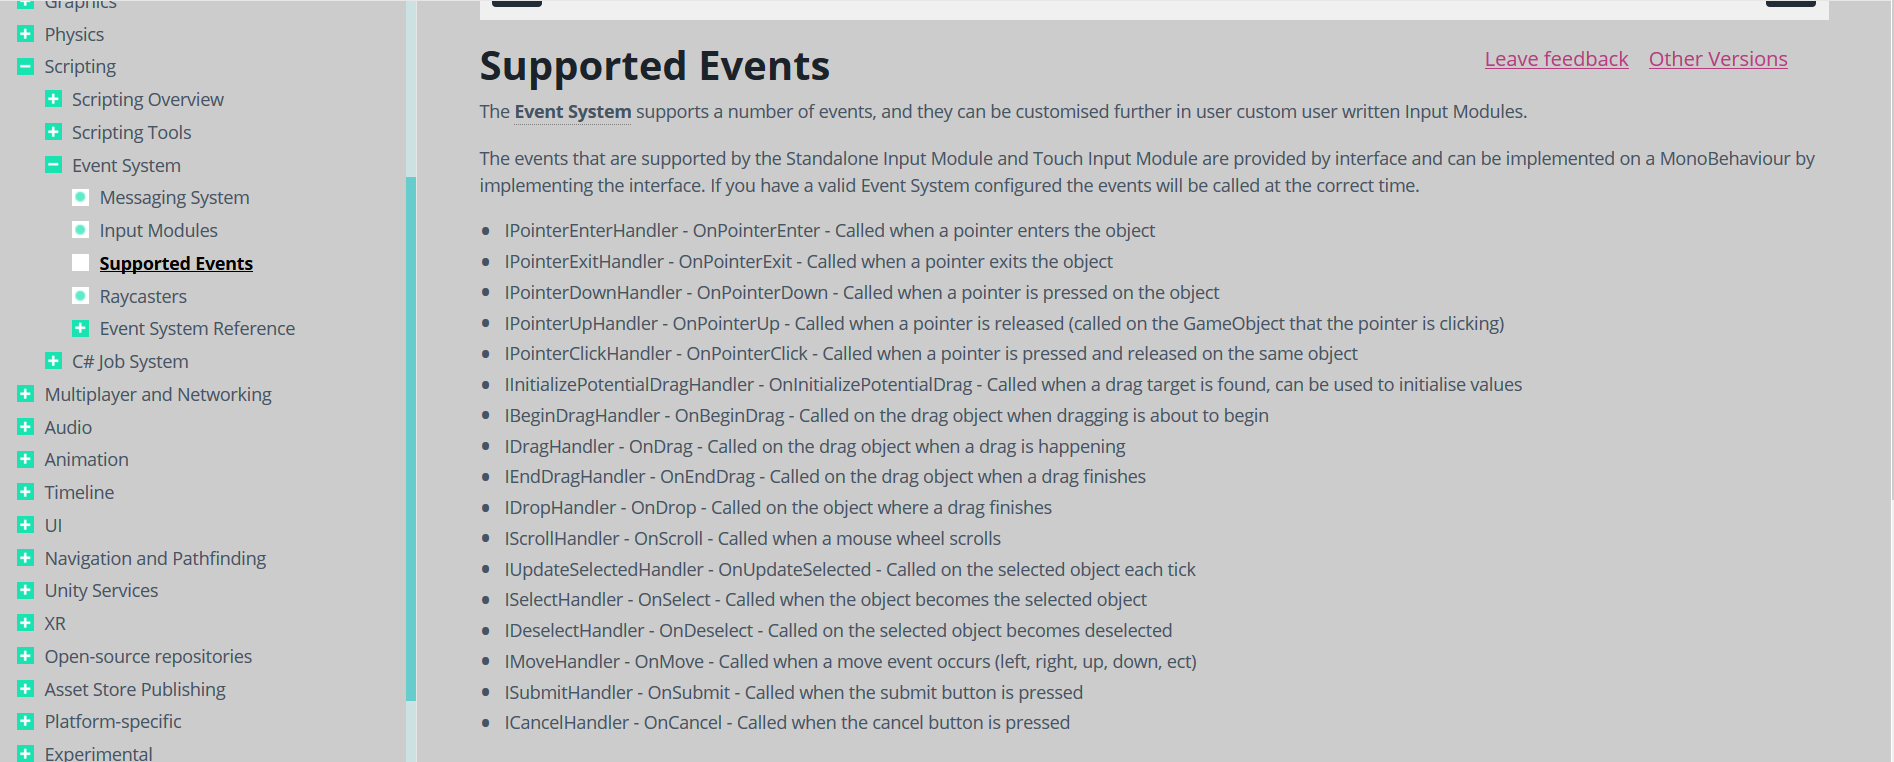 Graphics
Physics
Scripting
Scripting Overview
Scripting Tools
Event System
Messaging System
Input Modules
Supported Events
Raycasters
Event System Reference
C# Job System
Multiplayer and Networking
Audio
Animation
Timeline
UI
Navigation and Pathfinding
Unity Services
XR
Open-source repositories
Asset Store Publishing
Platform-specific
Experimental
Supported Events
Leave feedback Other Versions
The Event System supports a number of events, and they can be customised further in user custom user written Input Modules.
The events that are supported by the Standalone Input Module and Touch Input Module are provided by interface and can be implemented on a MonoBehaviour by
implementing the interface. If you have a valid Event System configured the events will be called at the correct time.
IPointerEnterHandler - OnPointerEnter - Called when a pointer enters the object
IPointerExitHandler - OnPointerExit - Called when a pointer exits the object
IPointerDownHandler - OnPointerDown - Called when a pointer is pressed on the object
IPointerUpHandler - OnPointerUp - Called when a pointer is released (called on the GameObject that the pointer is clicking)
IPointerClickHandler - OnPointerClick - Called when a pointer is pressed and released on the same object
IInitializePotentialDragHandler - OnInitializePotentialDrag - Called when a drag target is found, can be used to initialise values
IBeginDragHandler - OnBeginDrag - Called on the drag object when dragging is about to begin
IDragHandler - OnDrag - Called on the drag object when a drag is happening
IEndDragHandler - OnEndDrag - Called on the drag object when a drag finishes
IDropHandler - OnDrop - Called on the object where a drag finishes
IScrollHandler - OnScroll - Called when a mouse wheel scrolls
IUpdateSelectedHandler - OnUpdateSelected - Called on the selected object each tick
ISelectHandler - OnSelect - Called when the object becomes the selected object
IDeselectHandler - OnDeselect - Called on the selected object becomes deselected
IMoveHandler - OnMove - Called when a move event occurs (left, right, up, down, ect)
ISubmitHandler - OnSubmit - Called when the submit button is pressed
ICancelHandler - OnCancel - Called when the cancel button is pressed